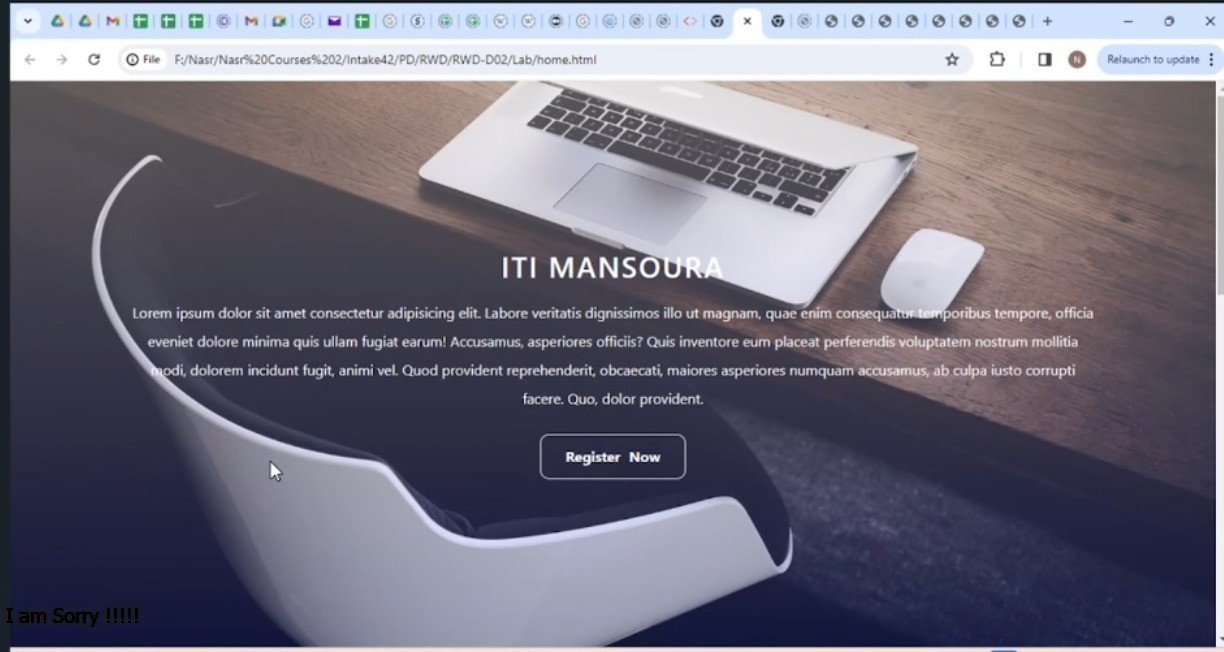 File
F:/Nasr/Nasr%20Courses%202/Intake42/PD/RWD/RWD-D02/Lab/home.html
N
Relaunch to update
ITI MANSOURA
Lorem ipsum dolor sit amet consectetur adipisicing elit. Labore veritatis dignissimos illo ut magnam, quae enim consequatur temporibus tempore, officia
eveniet dolore minima quis ullam fugiat earum! Accusamus, asperiores officiis? Quis inventore eum placeat perferendis voluptatem nostrum mollitia
modi, dolorem incidunt fugit, animi vel. Quod provident reprehenderit, obcaecati, maiores asperiores numquam accusamus, ab culpa iusto corrupti
facere. Quo, dolor provident.
Register Now
I am Sorry !!!!!